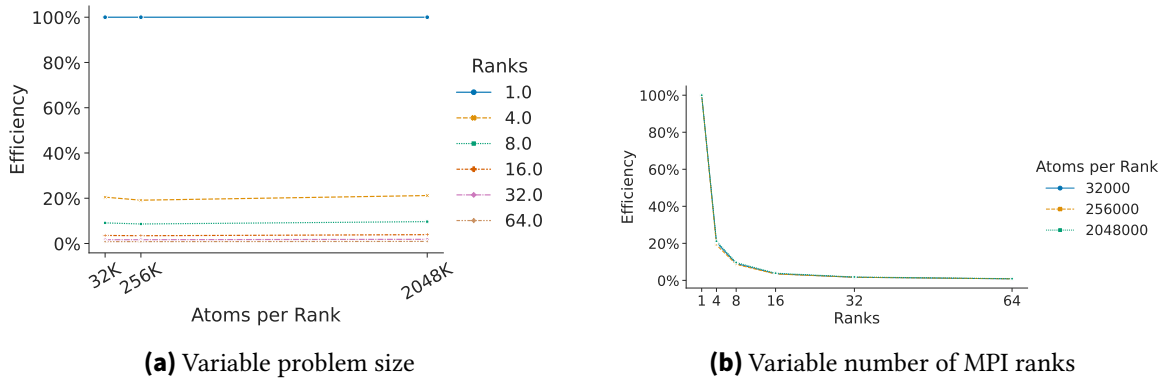 100%
80%
60%
40%
20%
0%
Efficiency
32K
256K
2048K
Atoms per Rank
Ranks
1.0
4.0
8.0
16.0
32.0
64.0
(a) Variable problem size
100%
80%
60%
40%
20%
0%
Efficiency
1 4 8 16 32 64
Ranks
Atoms per Rank
32000
256000
2048000
(b) Variable number of MPI ranks